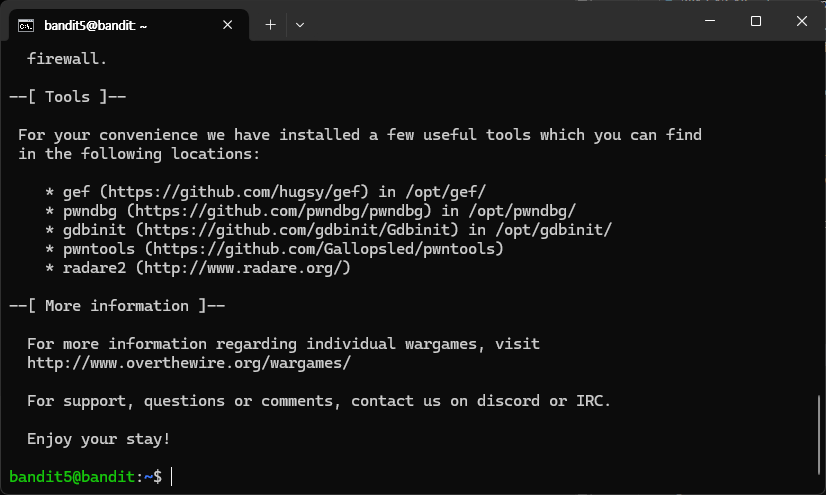 bandit5@bandit: ~
firewall.
--[ Tools ]--
For your convenience we have installed a few useful tools which you can find
in the following locations:
* gef (https://github.com/hugsy/gef) in /opt/gef/
* pwndbg (https://github.com/pwndbg/pwndbg) in /opt/pwndbg/
* gdbinit (https://github.com/gdbinit/Gdbinit) in /opt/gdbinit/
* pwntools (https://github.com/Gallopsled/pwntools)
* radare2 (http://www.radare.org/)
--[ More information ]--
For more information regarding individual wargames, visit
http://www.overthewire.org/wargames/
For support, questions or comments, contact us on discord or IRC.
Enjoy your stay!
bandit5@bandit:~$